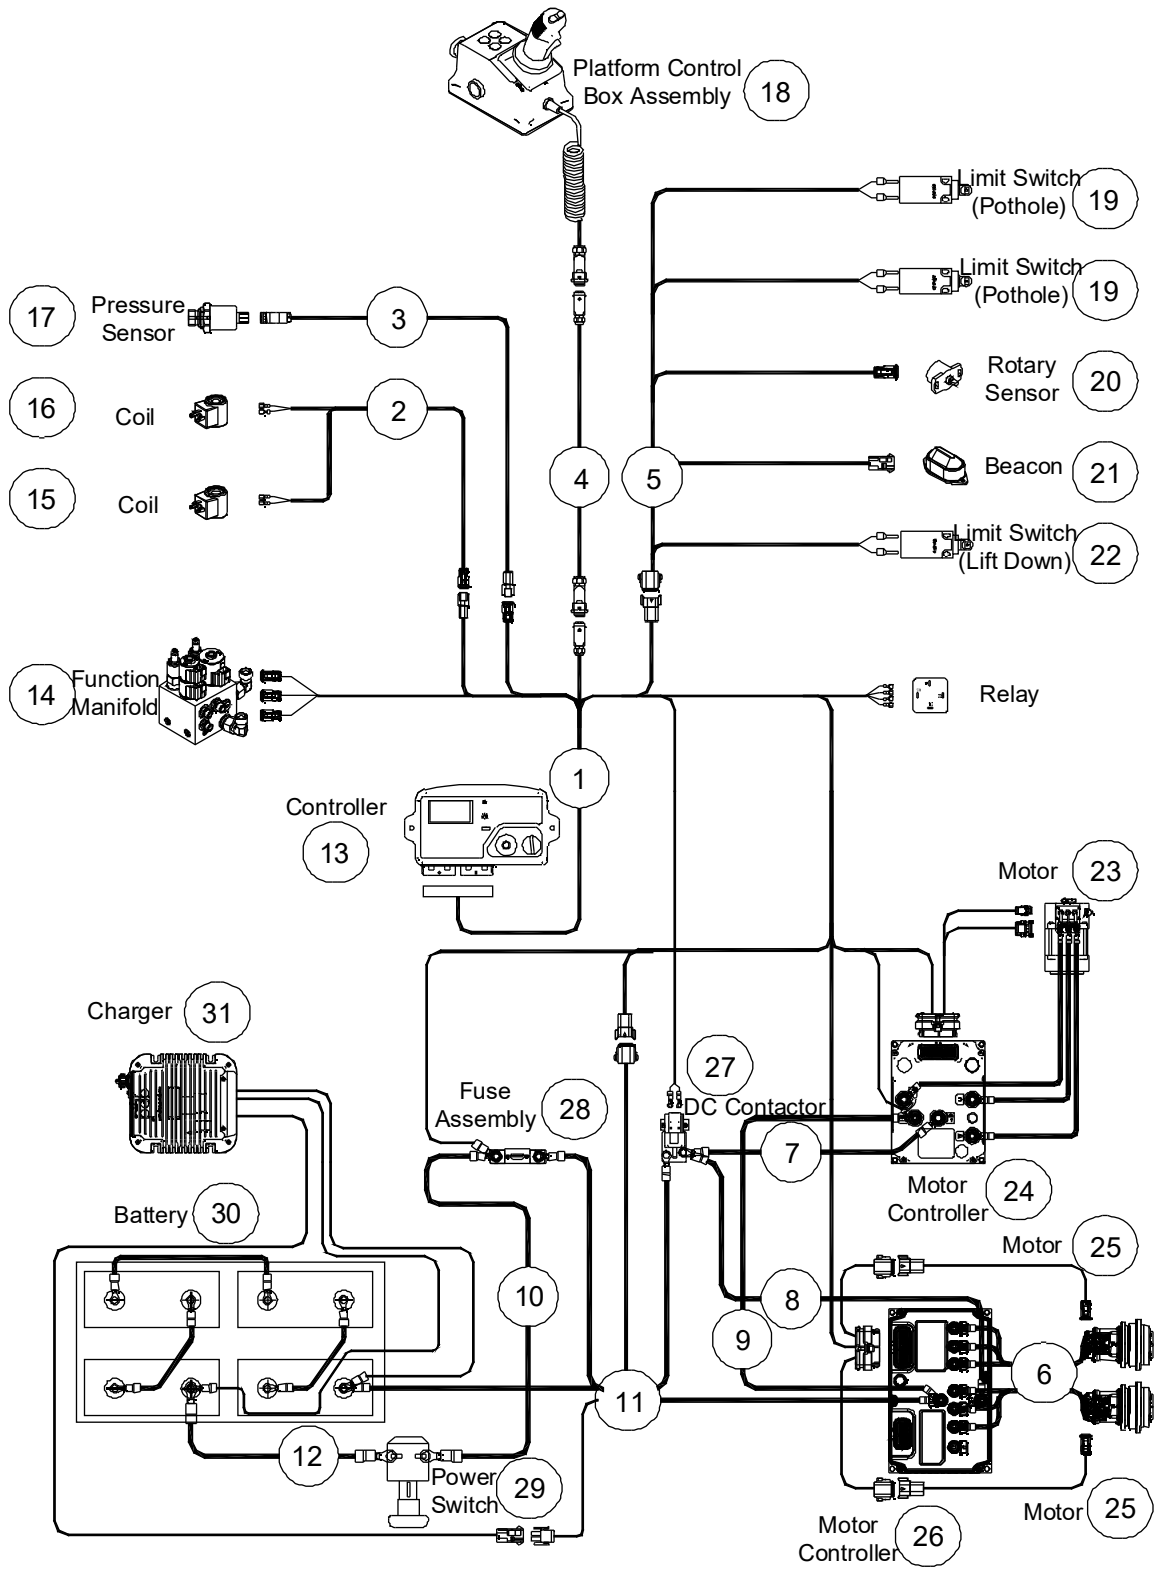 Platform Control
Box Assembly
18
Limit Switch
(Pothole)
19
Limit Switch
(Pothole)
19
17
Pressure
Sensor
3
Rotary
Sensor
20
16
Coil
2
15
Coil
4
5
Beacon
21
Limit Switch
(Lift Down)
22
14
Function
Manifold
Relay
1
Controller
13
Motor
23
Charger
31
27
DC Contactor
Fuse
Assembly
28
7
Motor
Controller
24
Battery
30
Motor
25
10
8
9
6
11
12
Power
Switch
29
Motor
25
Motor
Controller
26